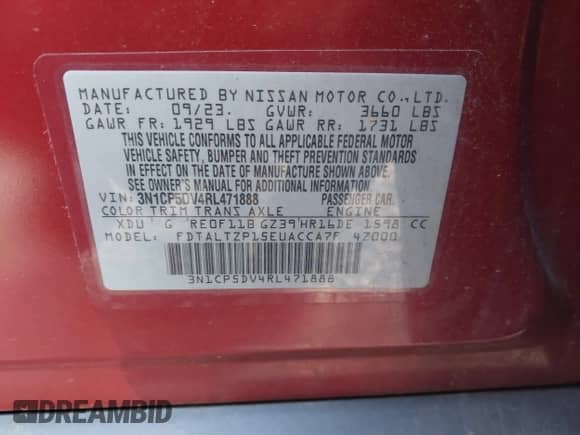 MANUFACTURED BY NISSAN MOTOR CO., LTD.
DATE: 09/23. GVWR: 3660 LBS
GAWR FR: 1929 LBS GAWR RR: 1731 LBS
THIS VEHICLE CONFORMS TO ALL APPLICABLE FEDERAL MOTOR
VEHICLE SAFETY, BUMPER AND THEFT PREVENTION STANDARDS
IN EFFECT ON THE DATE OF MANUFACTURE SHOWN ABOVE.
SEE OWNER'S MANUAL FOR ADDITIONAL INFORMATION.
VIN: 3N1CP5DV4RL471888 PASSENGER CAR.
COLOR TRIM TRANS AXLE ENGINE
XDU G RE0F11B GZ39 HR16DE 1598 CC
MODEL: FDTALTZP15EUACCA7F 42000
3N1CP5DV4RL471888
DREAMBID